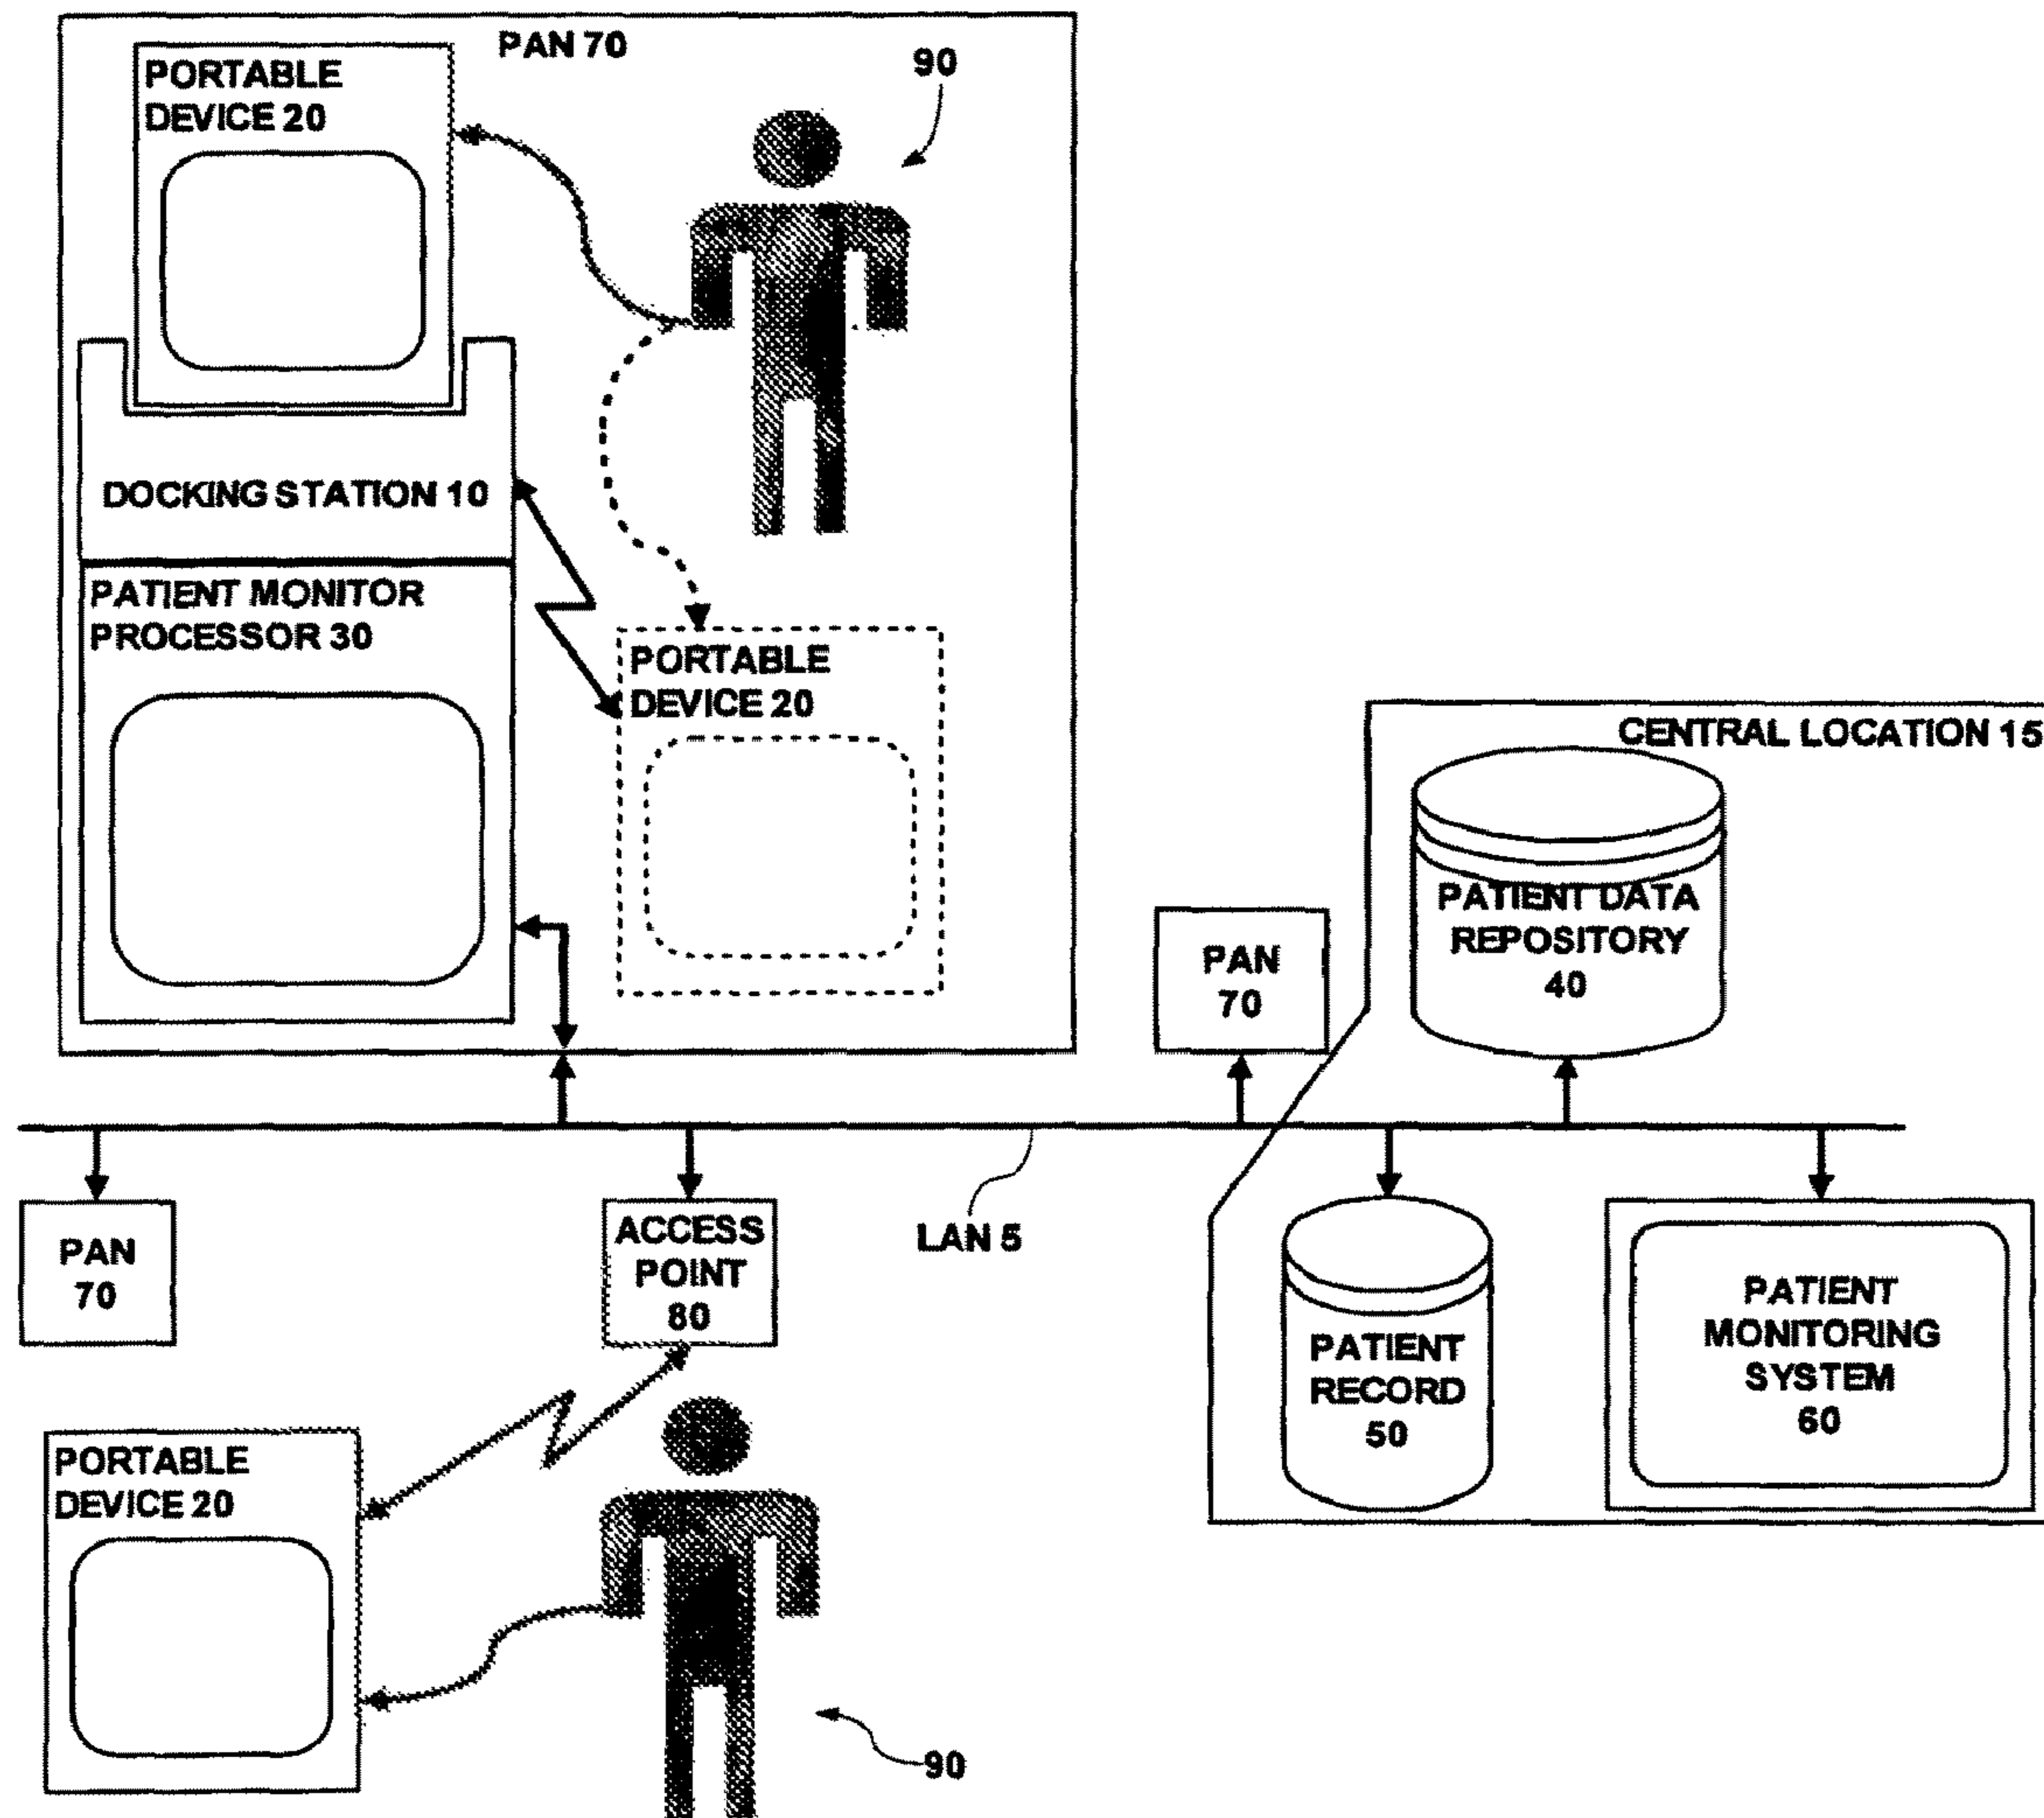 PAN 70
90
PORTABLE
DEVICE 20
DOCKING STATION 10
PATIENT MONITOR
PROCESSOR 30
PORTABLE
DEVICE 20
CENTRAL LOCATION 15
PATIENT DATA
REPOSITORY
40
PAN
70
PAN
70
ACCESS
POINT
80
LAN 5
PATIENT
RECORD
50
PATIENT
MONITORING
SYSTEM
60
PORTABLE
DEVICE 20
90